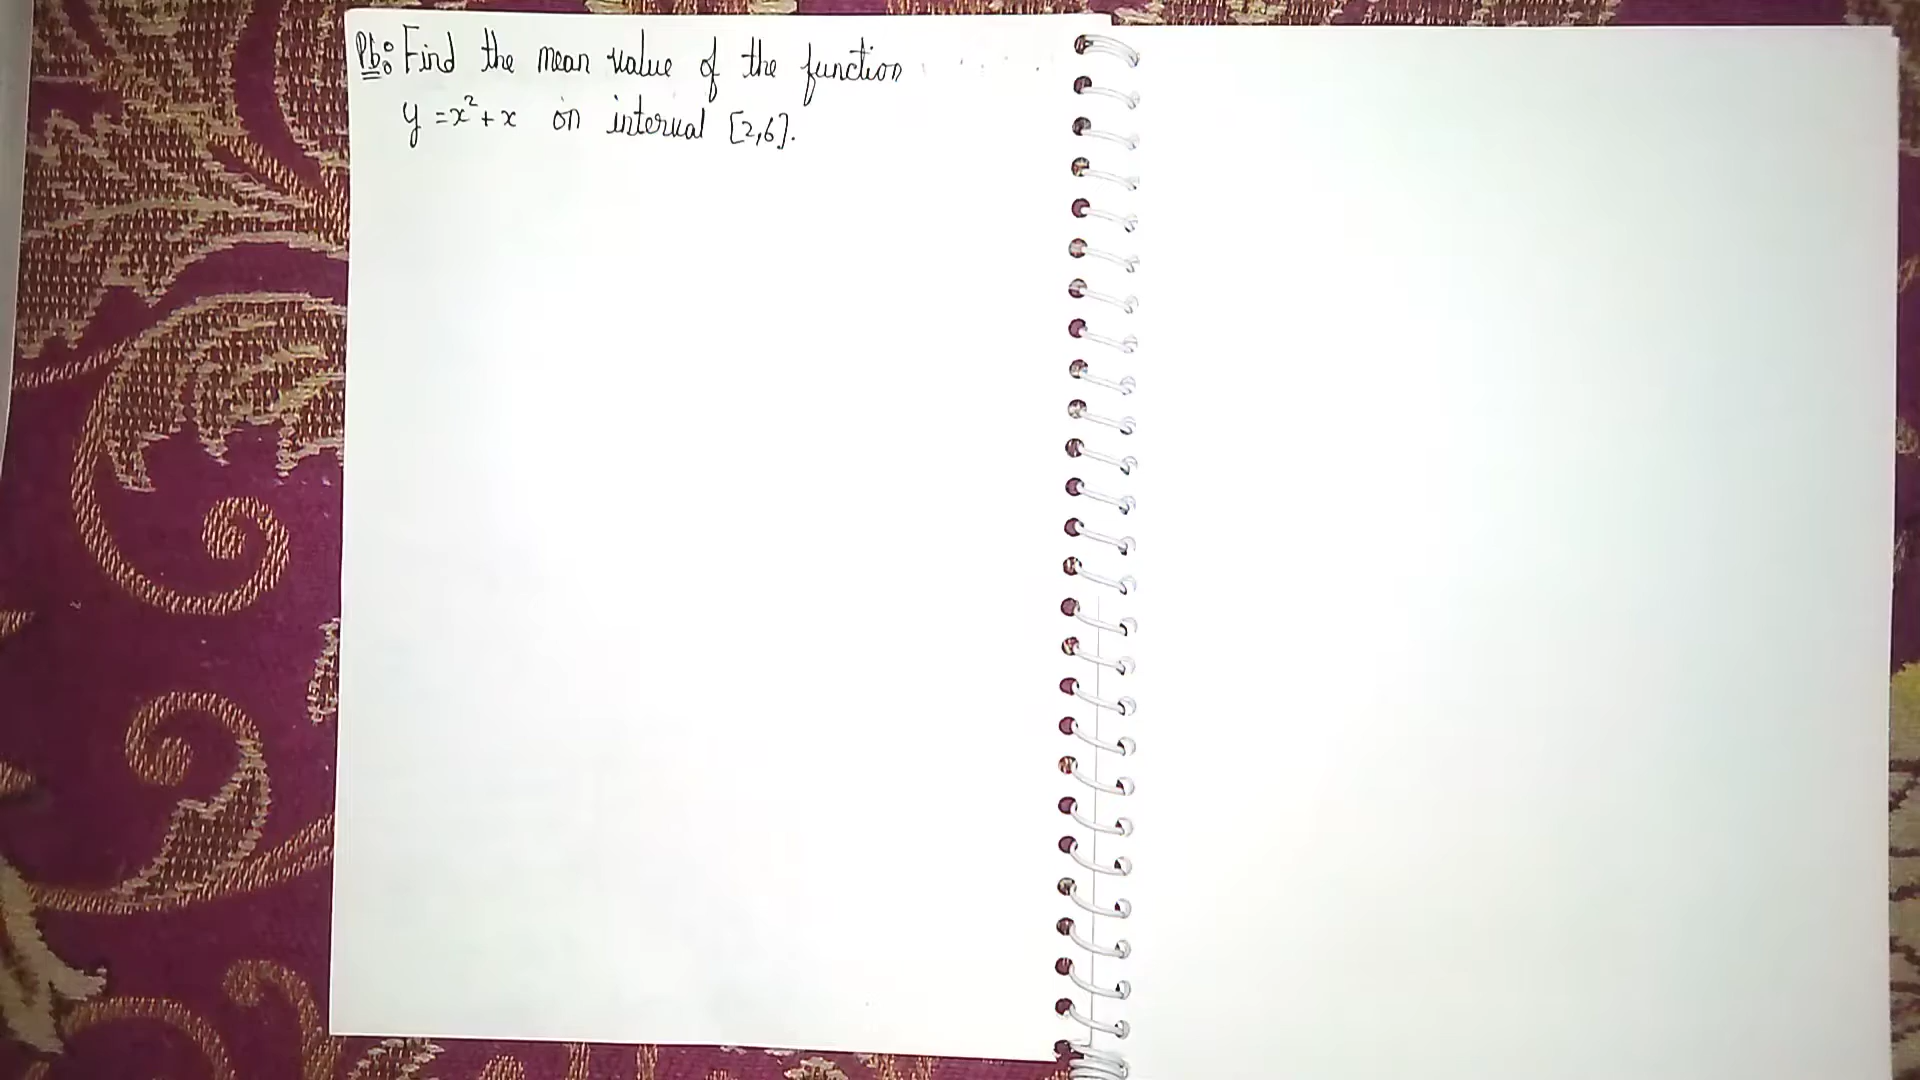 Pb: Find the mean value of the function
y = x² + x on interval [2,6].